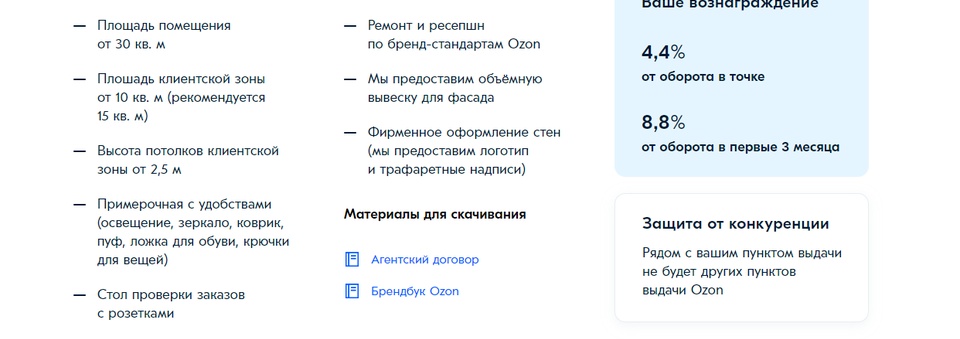 — Площадь помещения
от 30 кв. м
— Площадь клиентской зоны
от 10 кв. м (рекомендуется
15 кв. м)
— Высота потолков клиентской
зоны от 2,5 м
— Примерочная с удобствами
(освещение, зеркало, коврик,
пуф, ложка для обуви, крючки
для вещей)
— Стол проверки заказов
с розетками
— Ремонт и ресепшн
по бренд-стандартам Ozon
— Мы предоставим объёмную
вывеску для фасада
— Фирменное оформление стен
(мы предоставим логотип
и трафаретные надписи)
Материалы для скачивания
Агентский договор
Брендбук Ozon
Ваше вознаграждение
4,4%
от оборота в точке
8,8%
от оборота в первые 3 месяца
Защита от конкуренции
Рядом с вашим пунктом выдачи
не будет других пунктов
выдачи Ozon